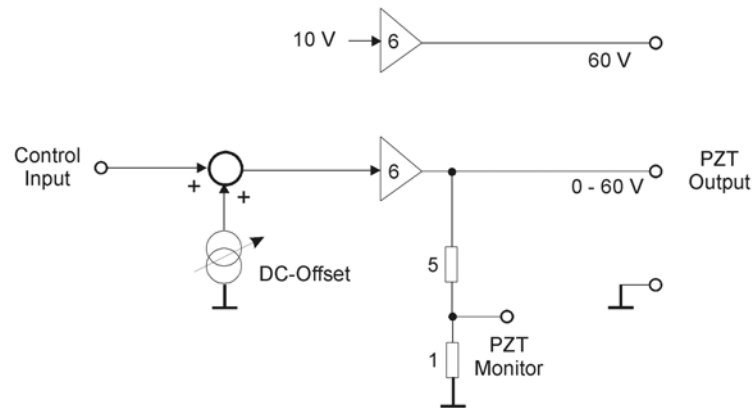 10 V
6
60 V
Control
Input
+
+
6
0 - 60 V
PZT
Output
DC-Offset
5
1
PZT
Monitor